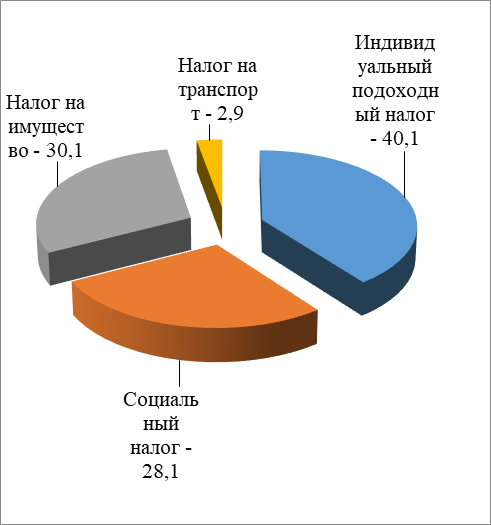 Индивид
уальный
подоходн
ый налог
- 40,1
Налог на
транспор
т - 2,9
Налог на
имущест
во - 30,1
Социаль
ный
налог -
28,1